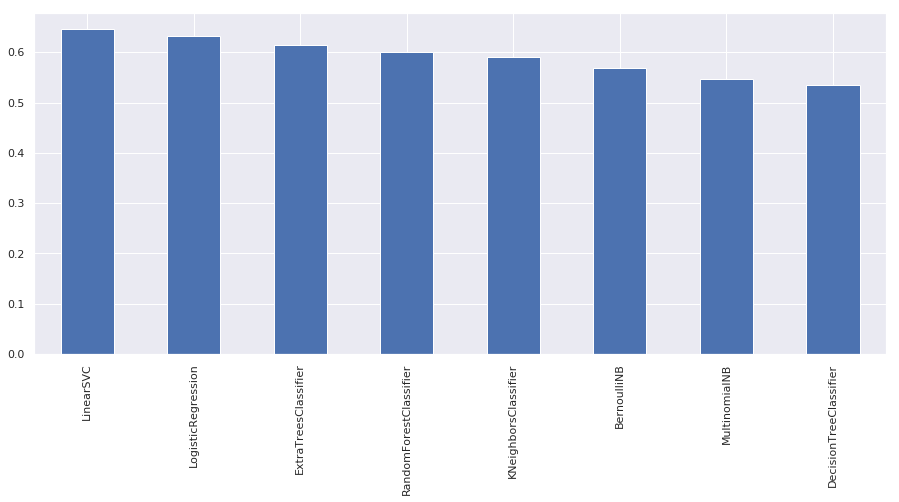 0.6
0.5
0.4
0.3
0.2
0.1
0.0
LinearSVC
LogisticRegression
ExtraTreesClassifier
RandomForestClassifier
KNeighborsClassifier
BernoulliNB
MultinomialNB
DecisionTreeClassifier